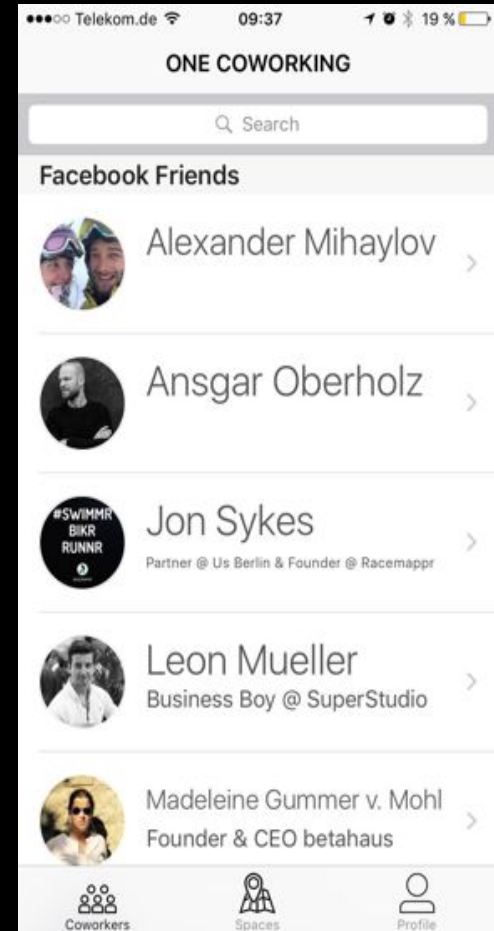 Telekom.de 09:37 19 %
ONE COWORKING
Search
Facebook Friends
Alexander Mihaylov
Ansgar Oberholz
#SWIMMR
BIKR
RUNNR
Jon Sykes
Partner @ Us Berlin & Founder @ Racemappr
Leon Mueller
Business Boy @ SuperStudio
Madeleine Gummer v. Mohl
Founder & CEO betahaus
Coworkers Spaces Profile